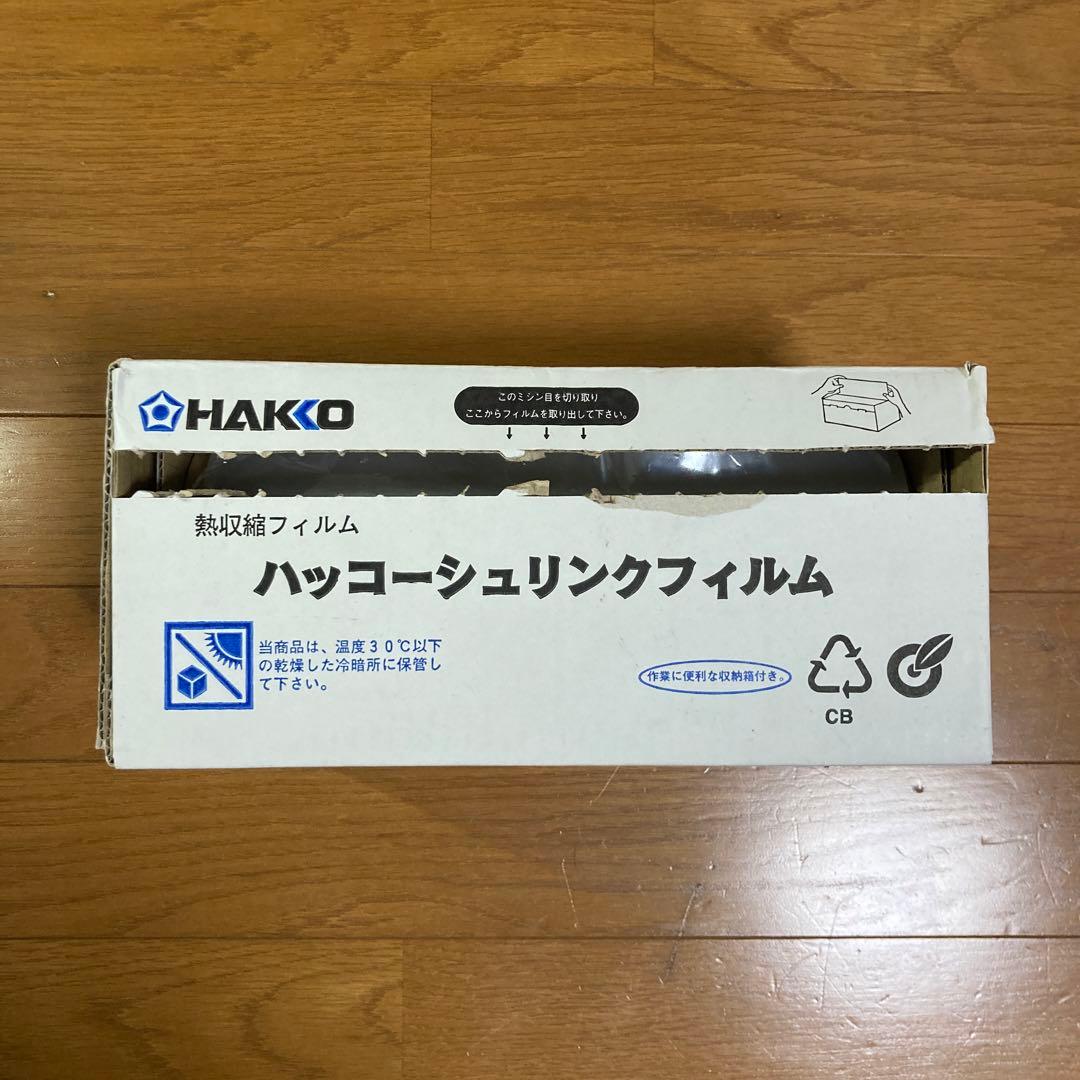 HAKKO
このミシン目を切り取り
ここからフィルムを取り出して下さい。
熱収縮フィルム
ハッコーシュリンクフィルム
当商品は、温度30℃以下
の乾燥した冷暗所に保管し
て下さい。
作業に便利な収納箱付き。
CB